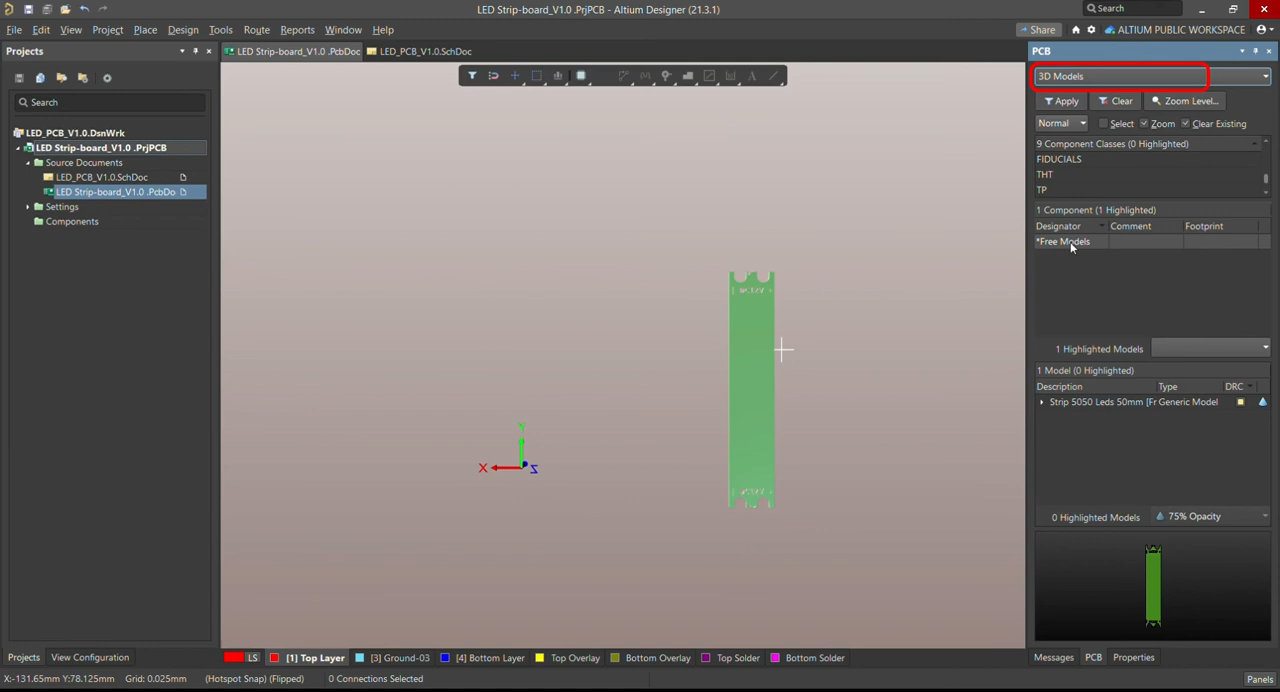 LED Strip-board_V1.0 .PrjPCB - Altium Designer (21.3.1)
Search
File Edit View Project Place Design Tools Route Reports Window Help
Share
ALTIUM PUBLIC WORKSPACE
Projects
LED Strip-board_V1.0 .PcbDoc
LED_PCB_V1.0.SchDoc
PCB
3D Models
Search
Apply Clear Zoom Level...
Normal Select Zoom Clear Existing
LED_PCB_V1.0.DsnWrk
LED Strip-board_V1.0 .PrjPCB
Source Documents
LED_PCB_V1.0.SchDoc
LED Strip-board_V1.0 .PcbDo
Settings
Components
9 Component Classes (0 Highlighted)
FIDUCIALS
THT
TP
1 Component (1 Highlighted)
Designator Comment Footprint
*Free Models
1 Highlighted Models
1 Model (0 Highlighted)
Description Type DRC
Strip 5050 Leds 50mm [Fr Generic Model
0 Highlighted Models 75% Opacity
Y
X Z
Projects View Configuration
LS [1] Top Layer [3] Ground-03 [4] Bottom Layer Top Overlay Bottom Overlay Top Solder Bottom Solder
Messages PCB Properties
X:-131.65mm Y:78.125mm Grid: 0.025mm (Hotspot Snap) (Flipped) 0 Connections Selected
Panels